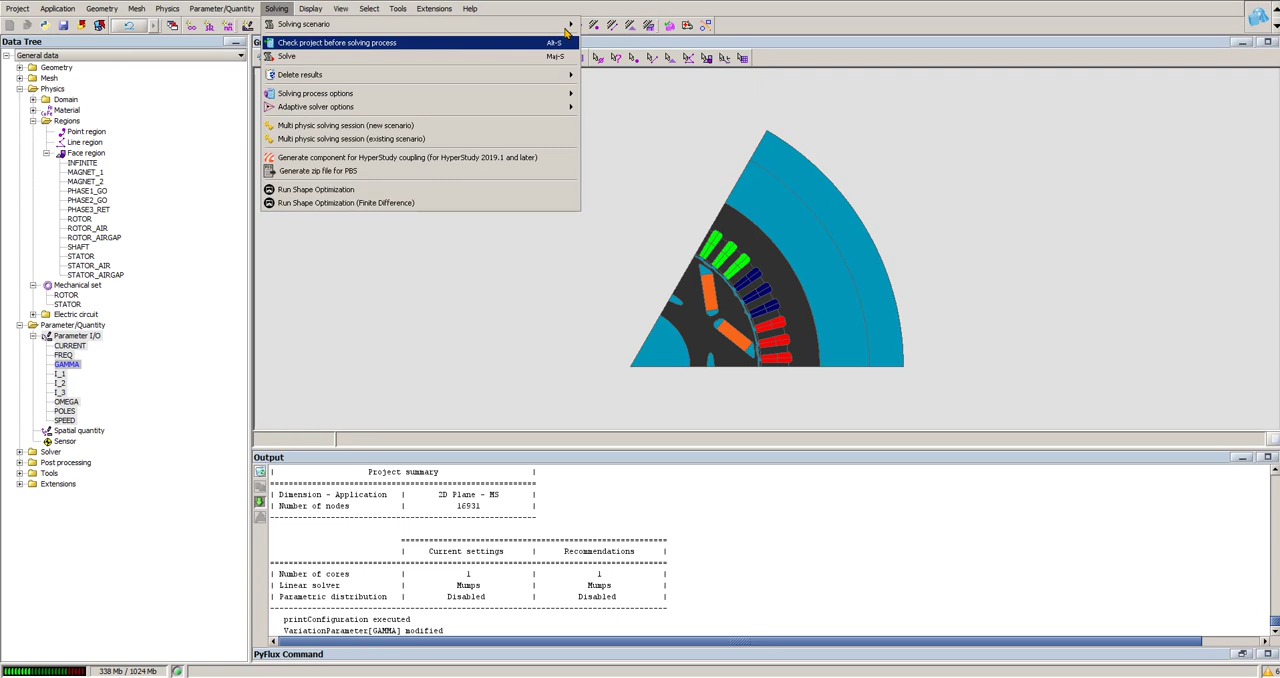 Project Application Geometry Mesh Physics Parameter/Quantity Solving Display View Select Tools Extensions Help
Data Tree
General data
Geometry
Mesh
Physics
Domain
Material
Regions
Point region
Line region
Face region
INFINITE
MAGNET_1
MAGNET_2
PHASE1_GO
PHASE2_GO
PHASE3_RET
ROTOR
ROTOR_AIR
ROTOR_AIRGAP
SHAFT
STATOR
STATOR_AIR
STATOR_AIRGAP
Mechanical set
ROTOR
STATOR
Electric circuit
Parameter/Quantity
Parameter I/O
CURRENT
FREQ
GAMMA
I_1
I_2
I_3
OMEGA
POLES
SPEED
Spatial quantity
Sensor
Solver
Post processing
Tools
Extensions
Solving scenario
Check project before solving process Alt-S
Solve Maj-S
Delete results
Solving process options
Adaptive solver options
Multi physic solving session (new scenario)
Multi physic solving session (existing scenario)
Generate component for HyperStudy coupling (for HyperStudy 2019.1 and later)
Generate zip file for PBS
Run Shape Optimization
Run Shape Optimization (Finite Difference)
Output
| Project summary |
| Dimension - Application | 2D Plane - MS |
| Number of nodes | 16931 |
| Current settings | Recommendations |
| Number of cores | 1 | 1 |
| Linear solver | Mumps | Mumps |
| Parametric distribution | Disabled | Disabled |
printConfiguration executed
VariationParameter[GAMMA] modified
PyFlux Command
338 Mb / 1024 Mb
6